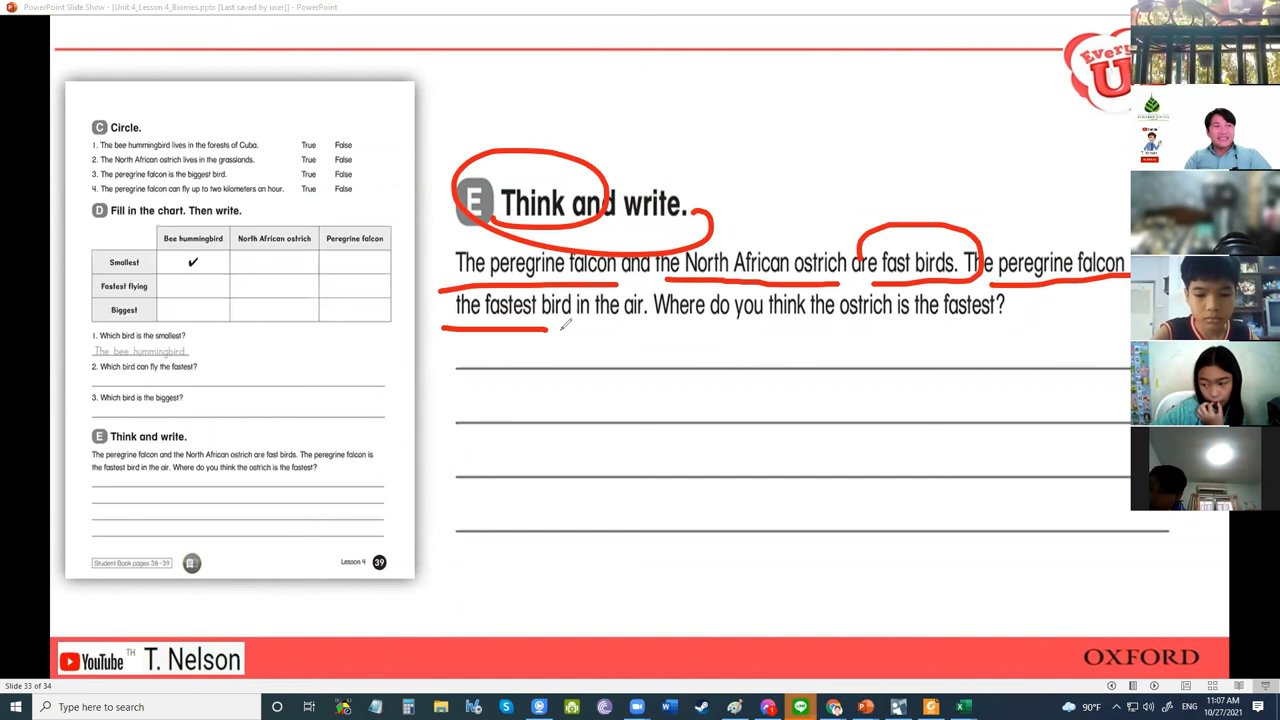 PowerPoint Slide Show - [Unit 4_Lesson 4_Biomes.ppts [Last saved by user]] - PowerPoint
C Circle.
1. The bee hummingbird lives in the forests of Cuba. True False
2. The North African ostrich lives in the grasslands. True False
3. The peregrine falcon is the biggest bird. True False
4. The peregrine falcon can fly up to two kilometers an hour. True False
D Fill in the chart. Then write.
Bee hummingbird North African ostrich Peregrine falcon
Smallest ✔
Fastest flying
Biggest
1. Which bird is the smallest?
The bee hummingbird
2. Which bird can fly the fastest?
3. Which bird is the biggest?
E Think and write.
The peregrine falcon and the North African ostrich are fast birds. The peregrine falcon is
the fastest bird in the air. Where do you think the ostrich is the fastest?
Student Book pages 38-39
Lesson 4 39
E Think and write.
The peregrine falcon and the North African ostrich are fast birds. The peregrine falcon
the fastest bird in the air. Where do you think the ostrich is the fastest?
Every
U
YouTube TH T. Nelson
OXFORD
Slide 33 of 34
Type here to search
90°F
ENG
11:07 AM
10/27/2021